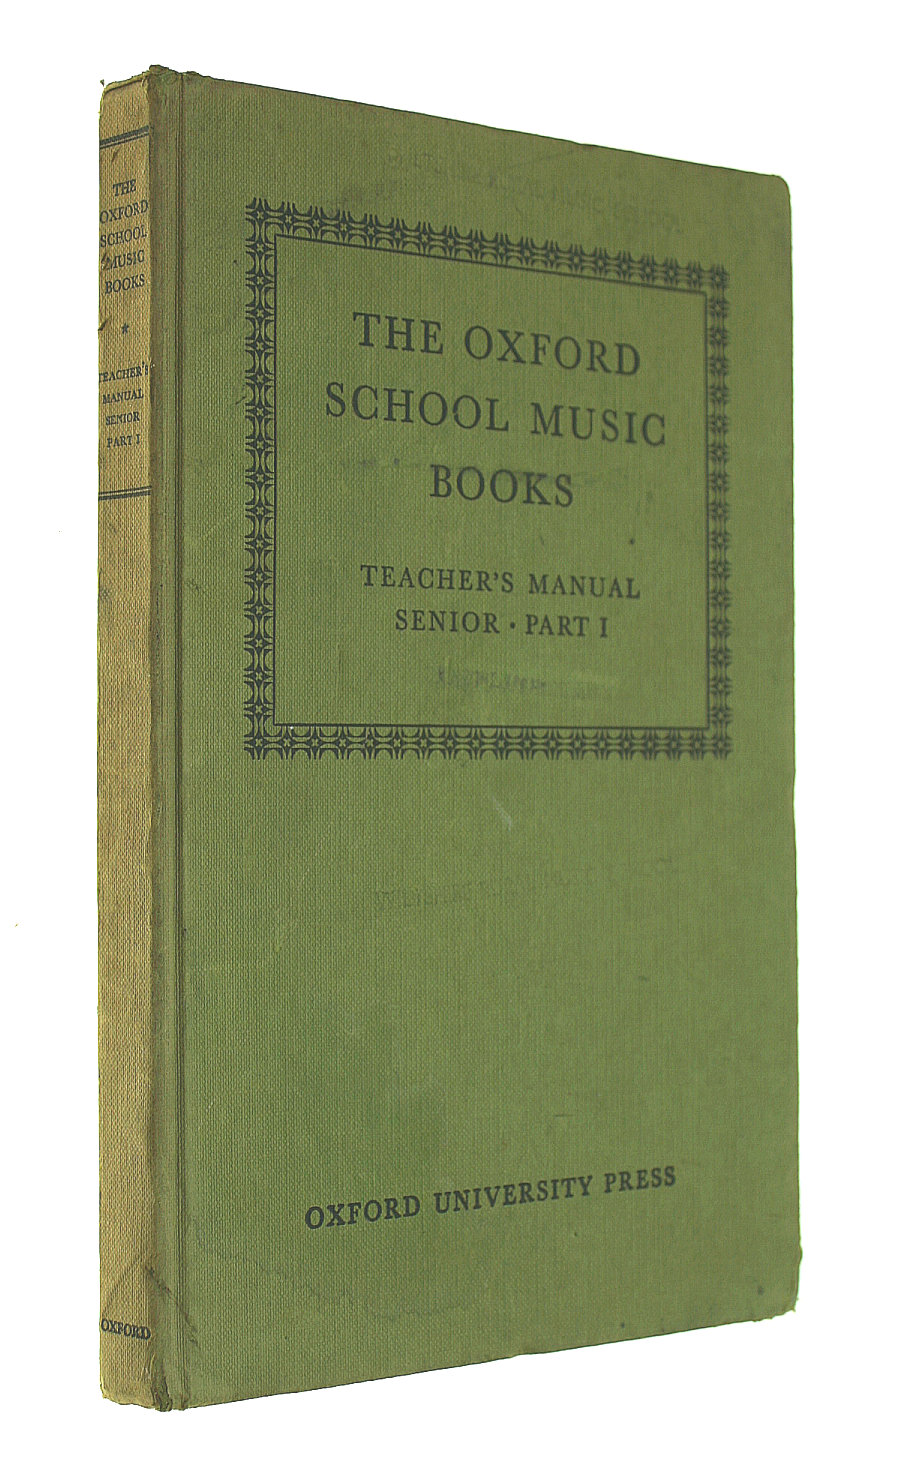 THE
OXFORD
SCHOOL
MUSIC
BOOKS
★
TEACHER'S
MANUAL
SENIOR
PART I
OXFORD
THE OXFORD
SCHOOL MUSIC
BOOKS
TEACHER'S MANUAL
SENIOR · PART I
OXFORD UNIVERSITY PRESS